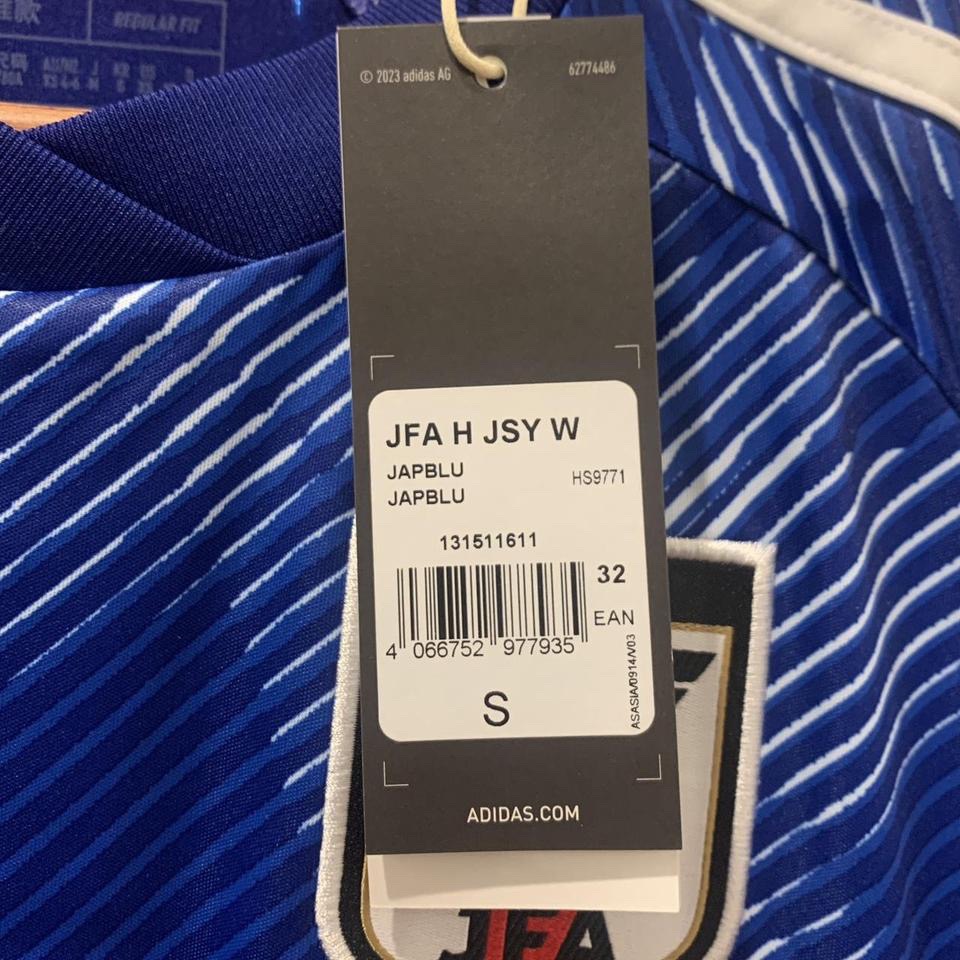 REGULAR FIT
© 2023 adidas AG
62774486
JFA H JSY W
JAPBLU
HS9771
JAPBLU
131511611
32
EAN
4 066752 977935
ASASIA/0914/V03
S
ADIDAS.COM
JFA